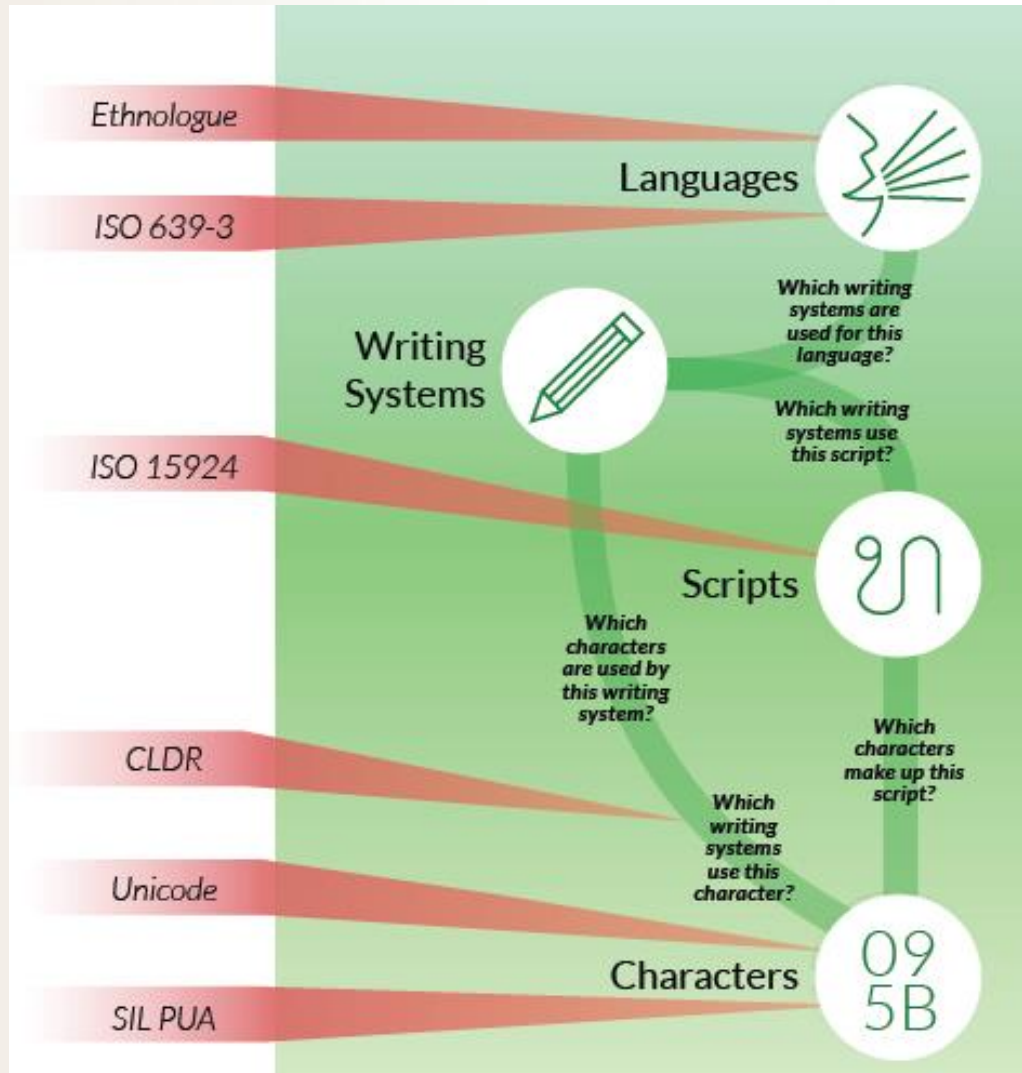 Ethnologue
Languages
ISO 639-3
Which writing
systems are
used for this
language?
Writing
Systems
Which writing
systems use
this script?
ISO 15924
Scripts
Which
characters
are used by
this writing
system?
Which
characters
make up this
script?
CLDR
Which
writing
systems
use this
character?
Unicode
Characters
09
5B
SIL PUA